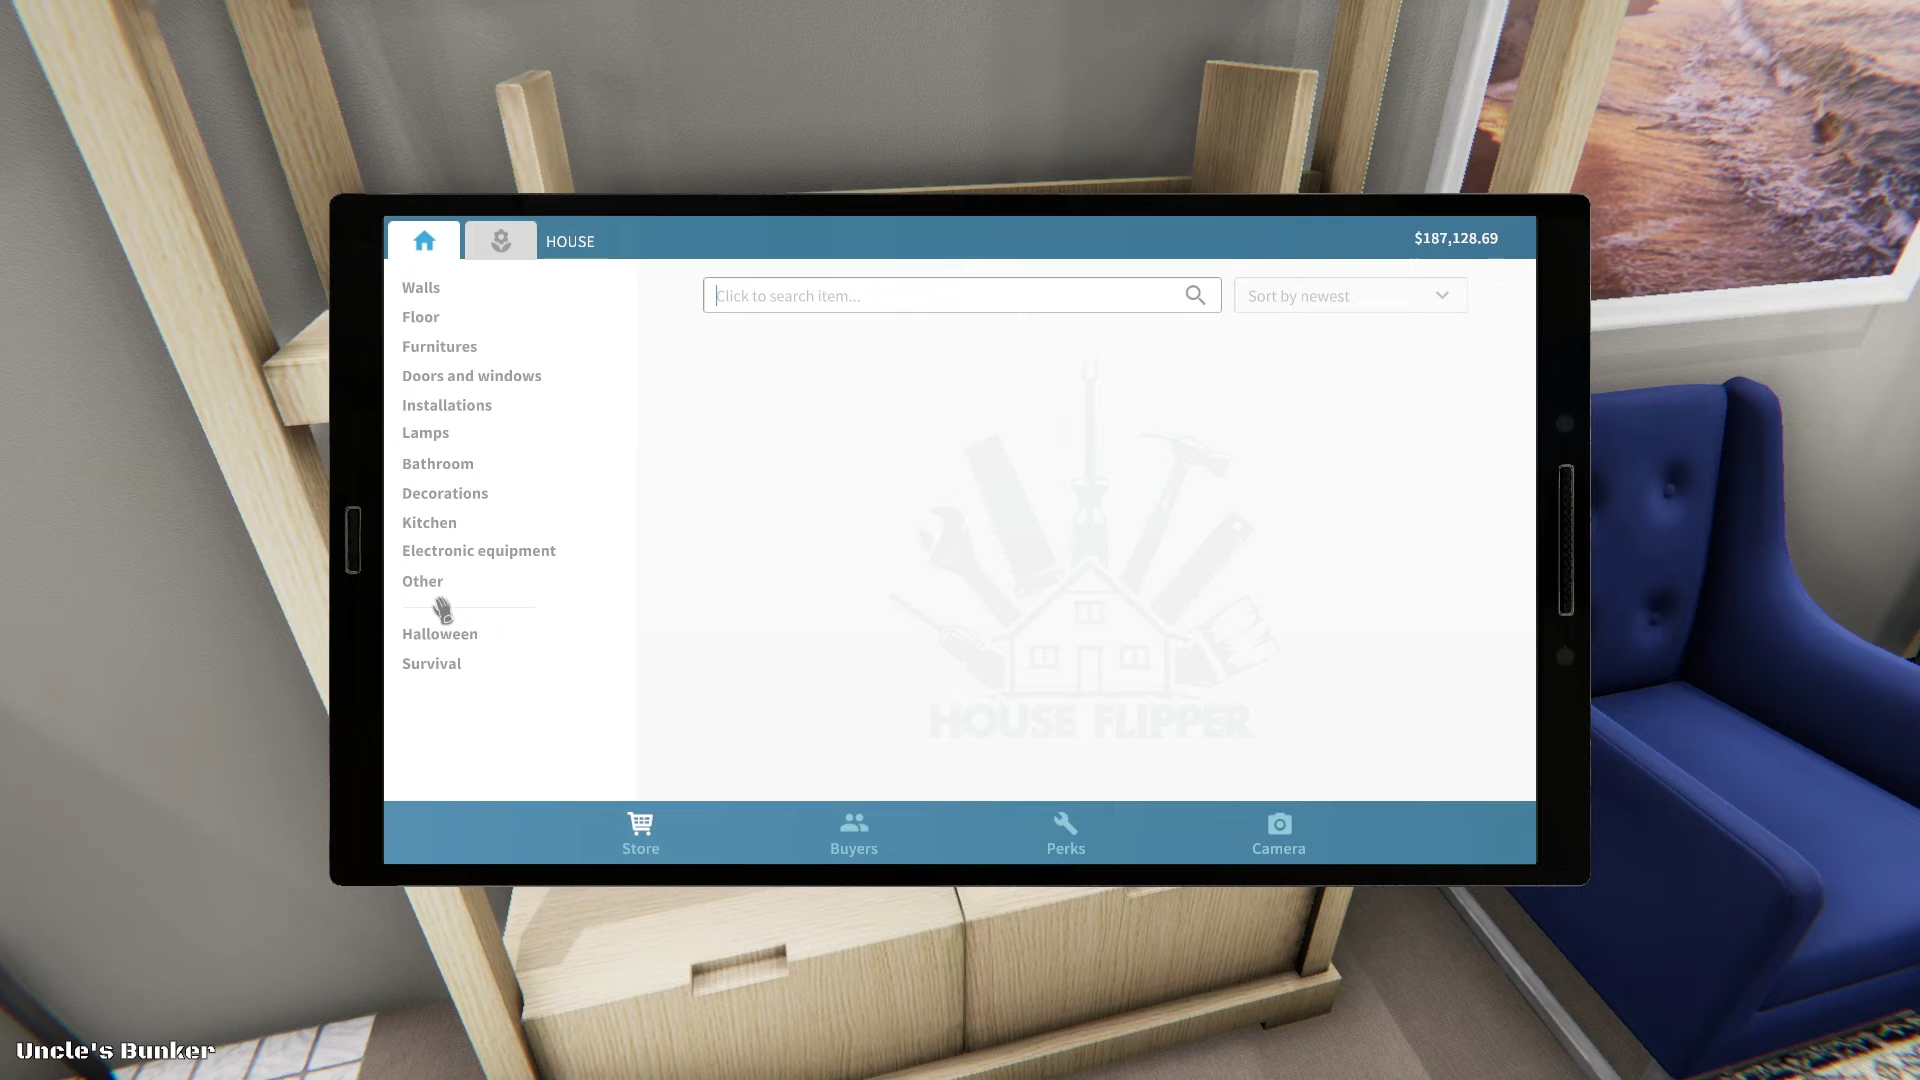 HOUSE
$187,128.69
Walls
Floor
Furnitures
Doors and windows
Installations
Lamps
Bathroom
Decorations
Kitchen
Electronic equipment
Other
Halloween
Survival
Click to search item...
Sort by newest
HOUSE FLIPPER
Store
Buyers
Perks
Camera
Uncle's Bunker